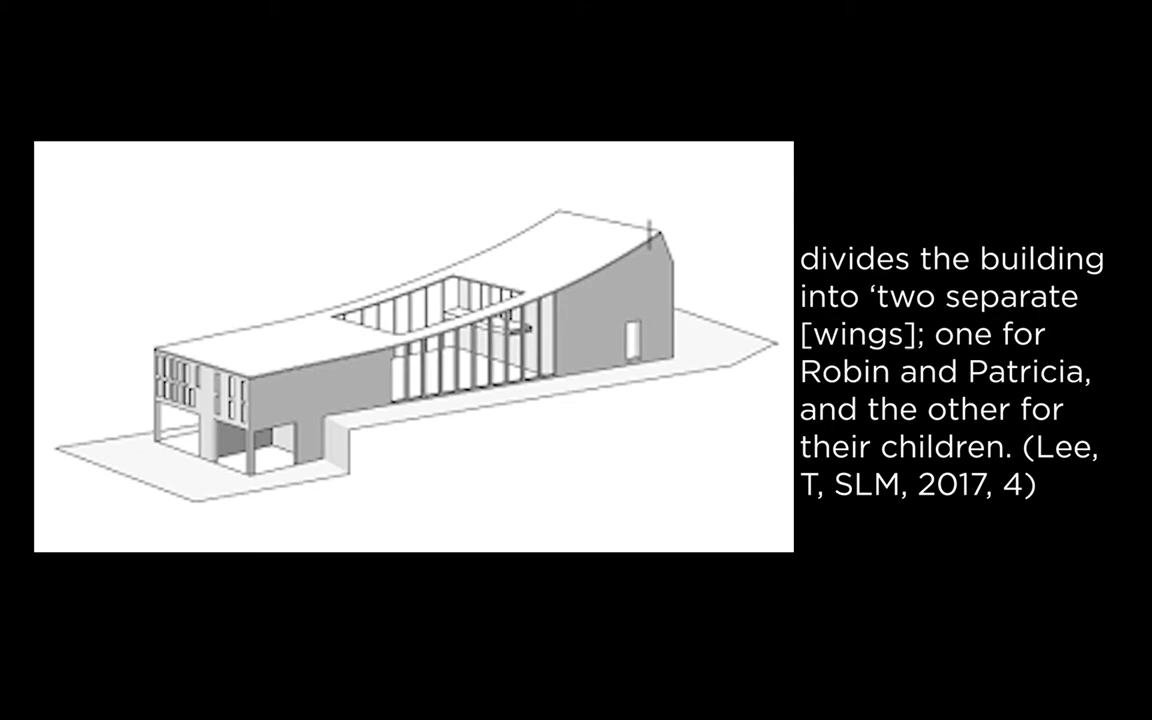 divides the building
into ‘two separate
[wings]; one for
Robin and Patricia,
and the other for
their children. (Lee,
T, SLM, 2017, 4)